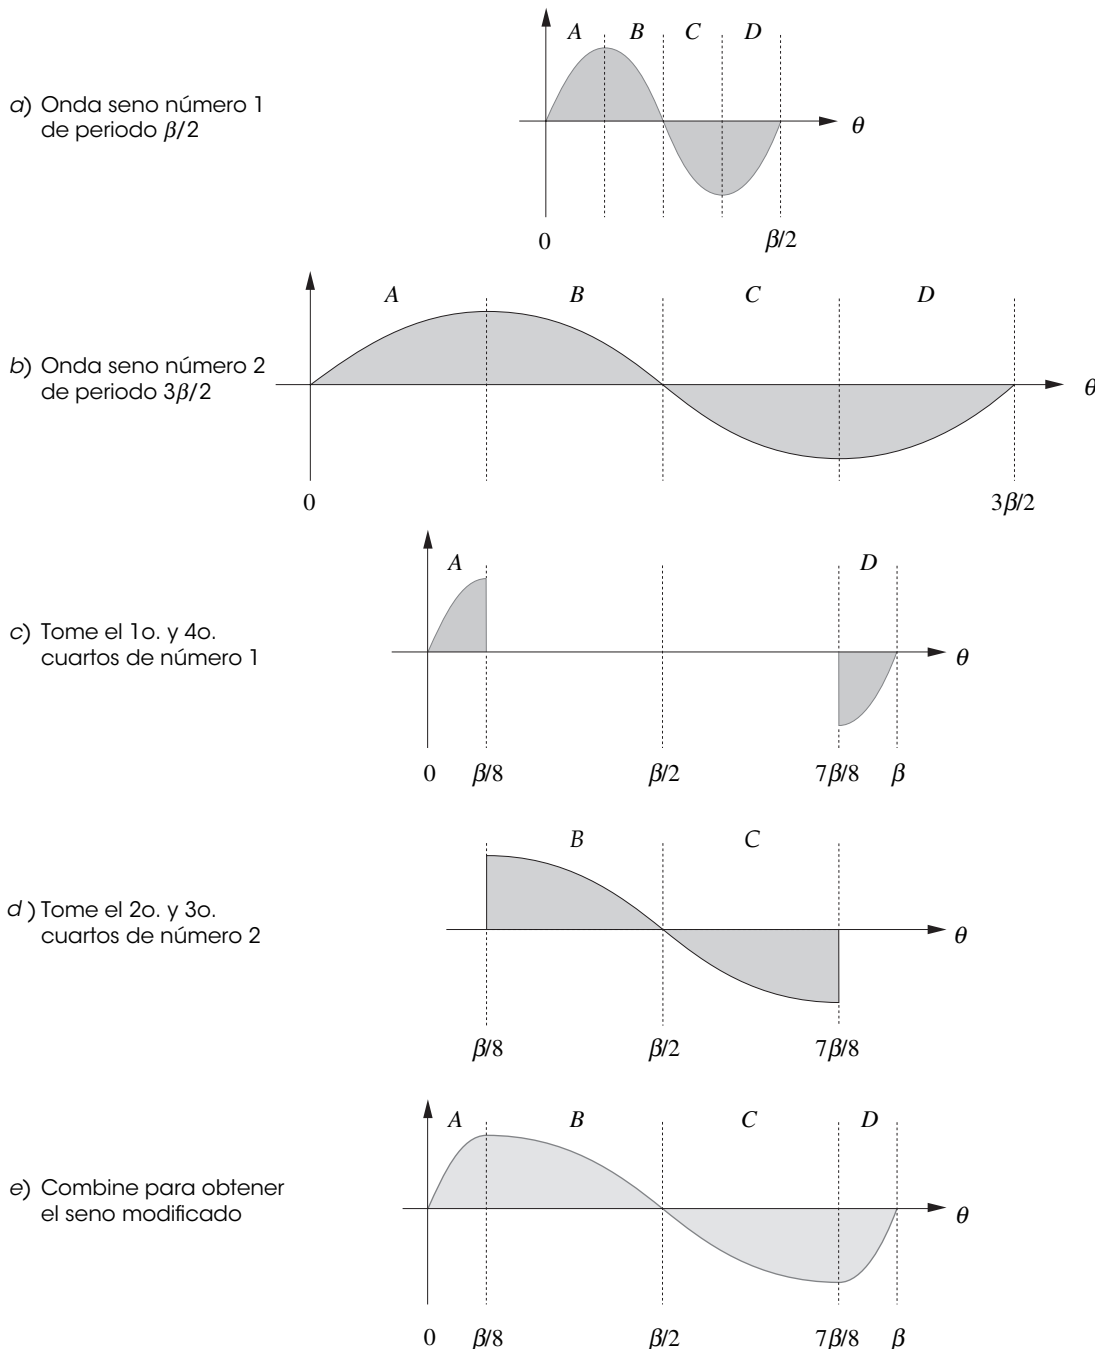 A B C D
a) Onda seno número 1
de periodo β/2
θ
0 β/2
A B C D
b) Onda seno número 2
de periodo 3β/2
θ
0 3β/2
A D
c) Tome el 1o. y 4o.
cuartos de número 1
θ
0 β/8 β/2 7β/8 β
B C
d) Tome el 2o. y 3o.
cuartos de número 2
θ
β/8 β/2 7β/8
A B C D
e) Combine para obtener
el seno modificado
θ
0 β/8 β/2 7β/8 β